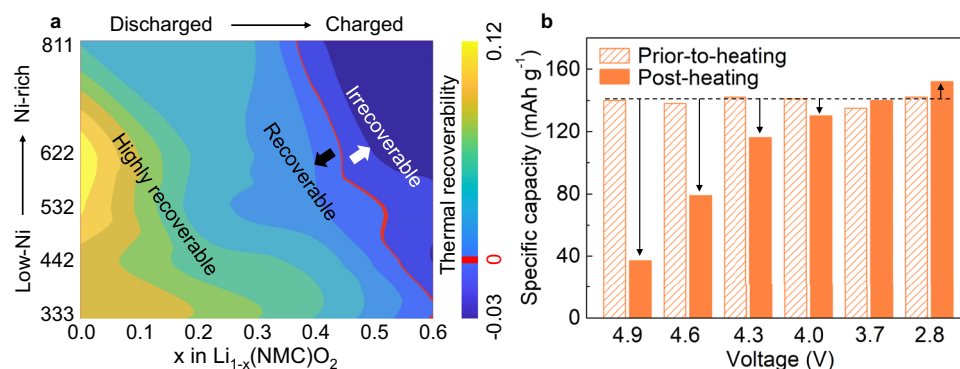 a
Discharged
Charged
811
622
532
442
333
Ni-rich
Low-Ni
Highly recoverable
Recoverable
Irrecoverable
0.0 0.1 0.2 0.3 0.4 0.5 0.6
x in Li₁₋ₓ(NMC)O₂
Thermal recoverability
0.12
0
-0.03
b
Prior-to-heating
Post-heating
Specific capacity (mAh g⁻¹)
160
120
80
40
0
4.9 4.6 4.3 4.0 3.7 2.8
Voltage (V)